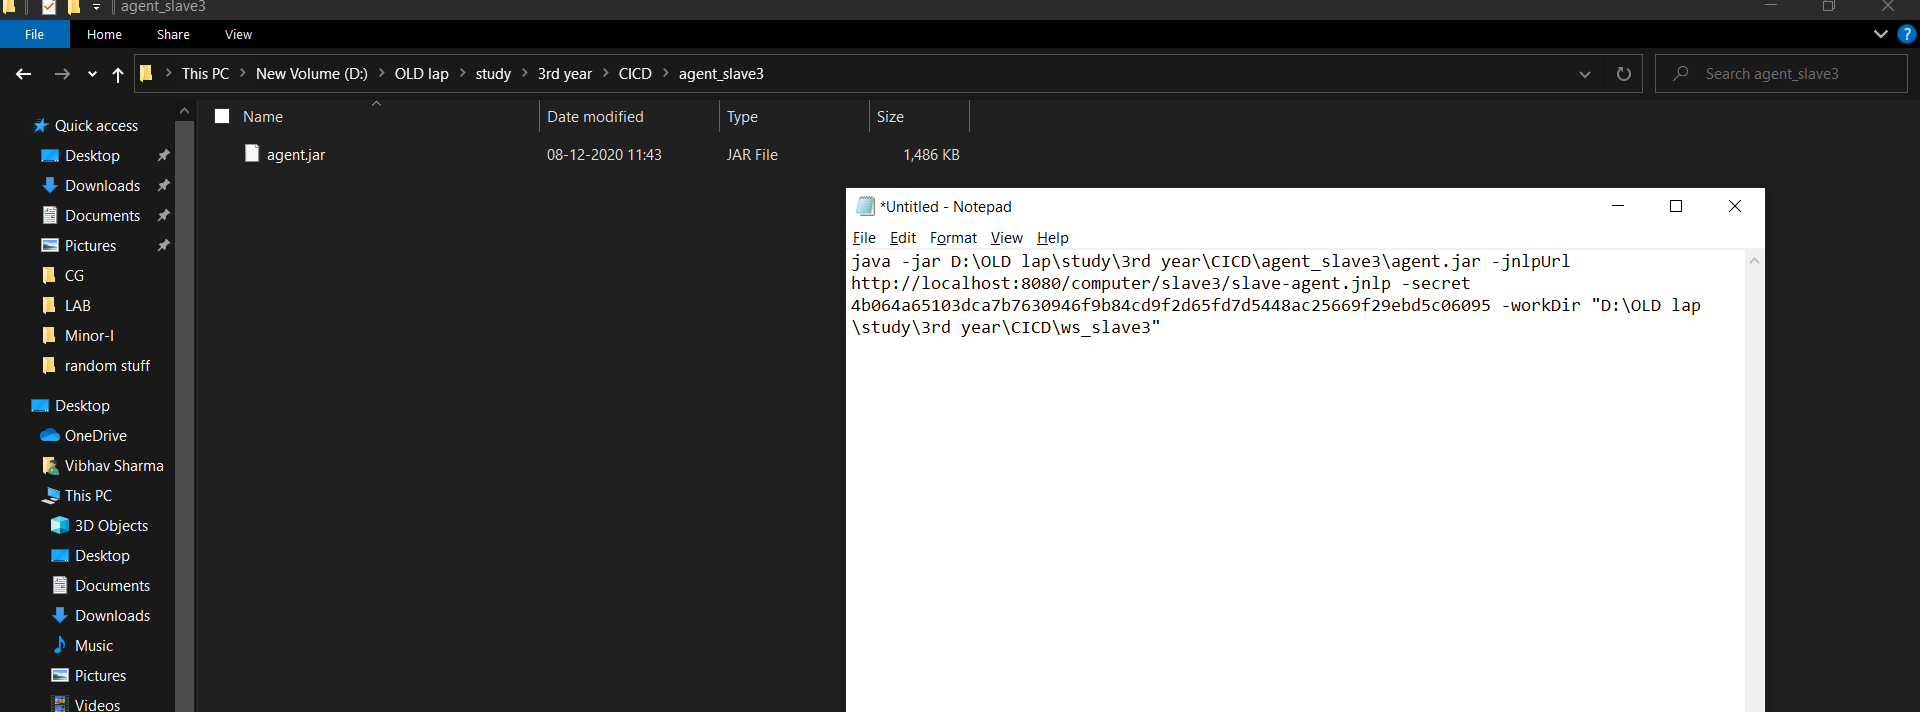 agent_slave3
File Home Share View
This PC New Volume (D:) OLD lap study 3rd year CICD agent_slave3
Search agent_slave3
Name Date modified Type Size
agent.jar 08-12-2020 11:43 JAR File 1,486 KB
Quick access
Desktop
Downloads
Documents
Pictures
CG
LAB
Minor-I
random stuff
Desktop
OneDrive
Vibhav Sharma
This PC
3D Objects
Desktop
Documents
Downloads
Music
Pictures
Videos
*Untitled - Notepad
File Edit Format View Help
java -jar D:\OLD lap\study\3rd year\CICD\agent_slave3\agent.jar -jnlpUrl
http://localhost:8080/computer/slave3/slave-agent.jnlp -secret
4b064a65103dca7b7630946f9b84cd9f2d65fd7d5448ac25669f29ebd5c06095 -workDir "D:\OLD lap
\study\3rd year\CICD\ws_slave3"